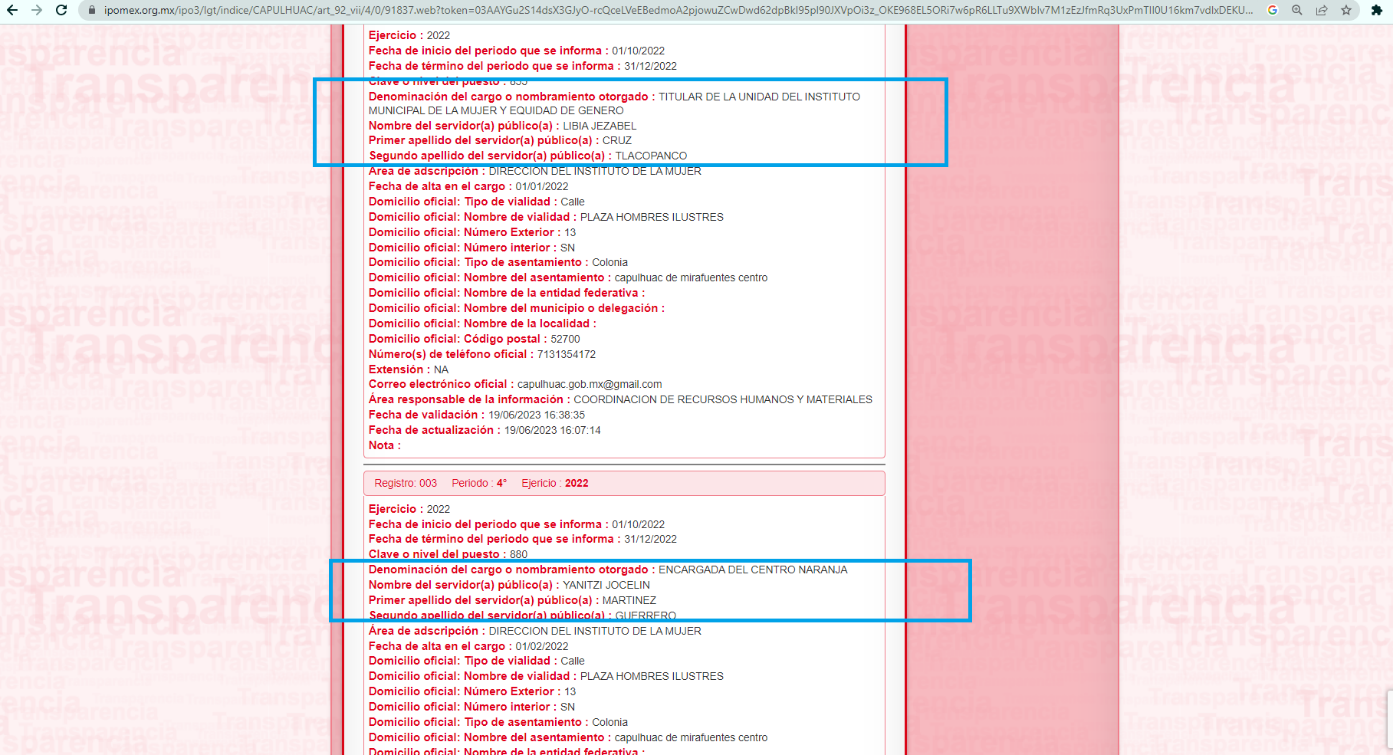 ipomex.org.mx/ipo3/lgt/indice/CAPULHUAC/art_92_vii/4/0/91837.web?token=
Ejercicio : 2022
Fecha de inicio del periodo que se informa : 01/10/2022
Fecha de término del periodo que se informa : 31/12/2022
Clave o nivel del puesto : 855
Denominación del cargo o nombramiento otorgado : TITULAR DE LA UNIDAD DEL INSTITUTO
MUNICIPAL DE LA MUJER Y EQUIDAD DE GENERO
Nombre del servidor(a) público(a) : LIBIA JEZABEL
Primer apellido del servidor(a) público(a) : CRUZ
Segundo apellido del servidor(a) público(a) : TLACOPANCO
Área de adscripción : DIRECCION DEL INSTITUTO DE LA MUJER
Fecha de alta en el cargo : 01/01/2022
Domicilio oficial: Tipo de vialidad : Calle
Domicilio oficial: Nombre de vialidad : PLAZA HOMBRES ILUSTRES
Domicilio oficial: Número Exterior : 13
Domicilio oficial: Número interior : SN
Domicilio oficial: Tipo de asentamiento : Colonia
Domicilio oficial: Nombre del asentamiento : capulhuac de mirafuentes centro
Domicilio oficial: Nombre de la entidad federativa :
Domicilio oficial: Nombre del municipio o delegación :
Domicilio oficial: Nombre de la localidad :
Domicilio oficial: Código postal : 52700
Número(s) de teléfono oficial : 7131354172
Extensión : NA
Correo electrónico oficial : capulhuac.gob.mx@gmail.com
Área responsable de la información : COORDINACION DE RECURSOS HUMANOS Y MATERIALES
Fecha de validación : 19/06/2023 16:38:35
Fecha de actualización : 19/06/2023 16:07:14
Nota :
Registro: 003 Periodo : 4° Ejericio : 2022
Ejercicio : 2022
Fecha de inicio del periodo que se informa : 01/10/2022
Fecha de término del periodo que se informa : 31/12/2022
Clave o nivel del puesto : 880
Denominación del cargo o nombramiento otorgado : ENCARGADA DEL CENTRO NARANJA
Nombre del servidor(a) público(a) : YANITZI JOCELIN
Primer apellido del servidor(a) público(a) : MARTINEZ
Segundo apellido del servidor(a) público(a) : GUERRERO
Área de adscripción : DIRECCION DEL INSTITUTO DE LA MUJER
Fecha de alta en el cargo : 01/02/2022
Domicilio oficial: Tipo de vialidad : Calle
Domicilio oficial: Nombre de vialidad : PLAZA HOMBRES ILUSTRES
Domicilio oficial: Número Exterior : 13
Domicilio oficial: Número interior : SN
Domicilio oficial: Tipo de asentamiento : Colonia
Domicilio oficial: Nombre del asentamiento : capulhuac de mirafuentes centro
Domicilio oficial: Nombre de la entidad federativa :